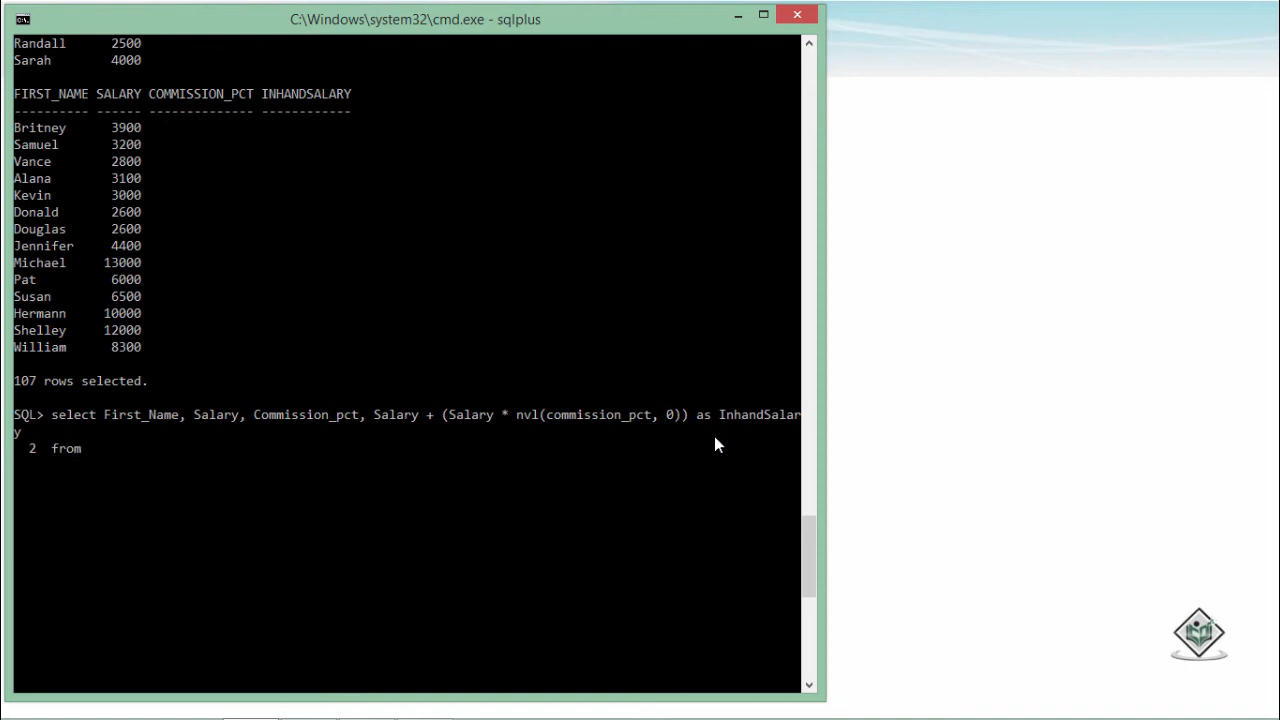 C:\Windows\system32\cmd.exe - sqlplus
Randall 2500
Sarah 4000
FIRST_NAME SALARY COMMISSION_PCT INHANDSALARY
---------- ------ -------------- ------------
Britney 3900
Samuel 3200
Vance 2800
Alana 3100
Kevin 3000
Donald 2600
Douglas 2600
Jennifer 4400
Michael 13000
Pat 6000
Susan 6500
Hermann 10000
Shelley 12000
William 8300
107 rows selected.
SQL> select First_Name, Salary, Commission_pct, Salary + (Salary * nvl(commission_pct, 0)) as InhandSalar
y
2 from